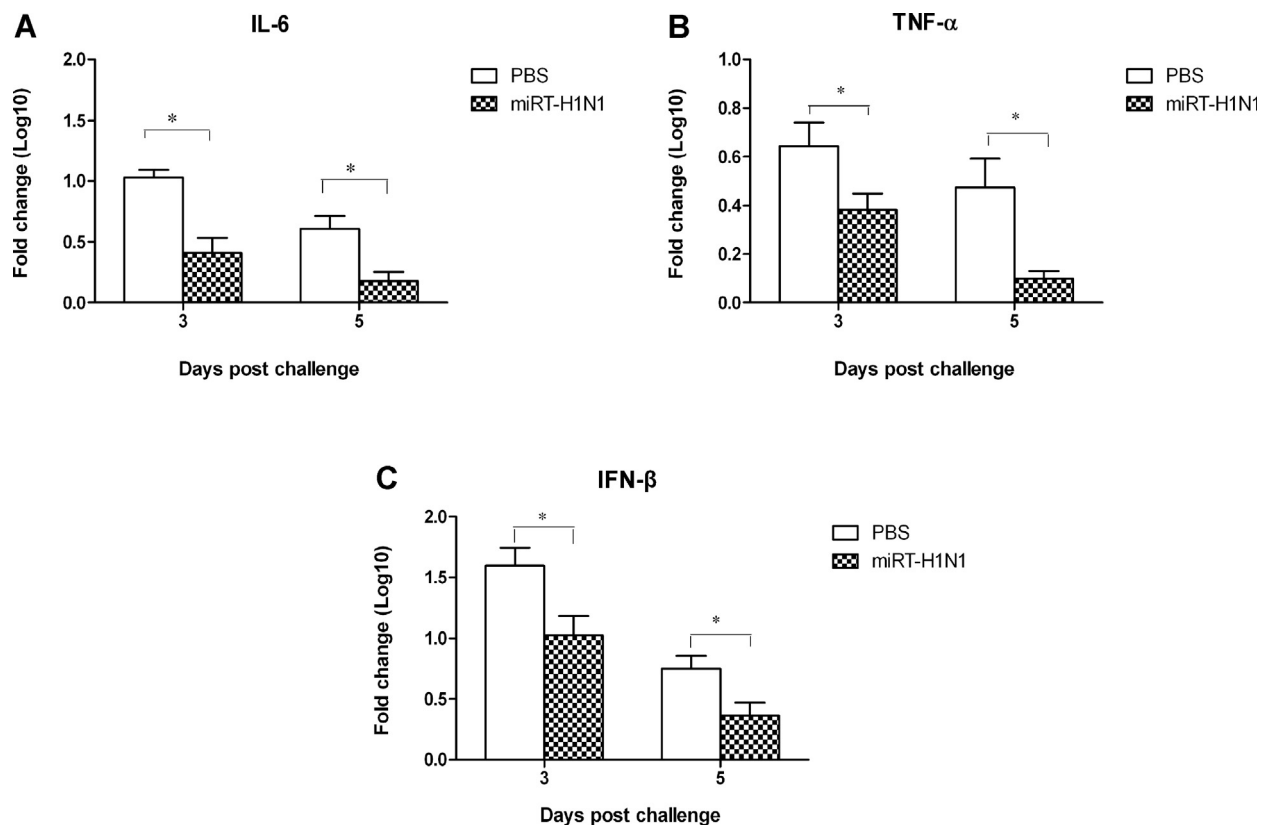 A
IL-6
Fold change (Log10)
2.0
1.5
1.0
0.5
0.0
*
*
3
5
Days post challenge
PBS
miRT-H1N1
B
TNF-α
Fold change (Log10)
1.0
0.8
0.6
0.4
0.2
0.0
*
*
3
5
Days post challenge
PBS
miRT-H1N1
C
IFN-β
Fold change (Log10)
2.0
1.5
1.0
0.5
0.0
*
*
3
5
Days post challenge
PBS
miRT-H1N1